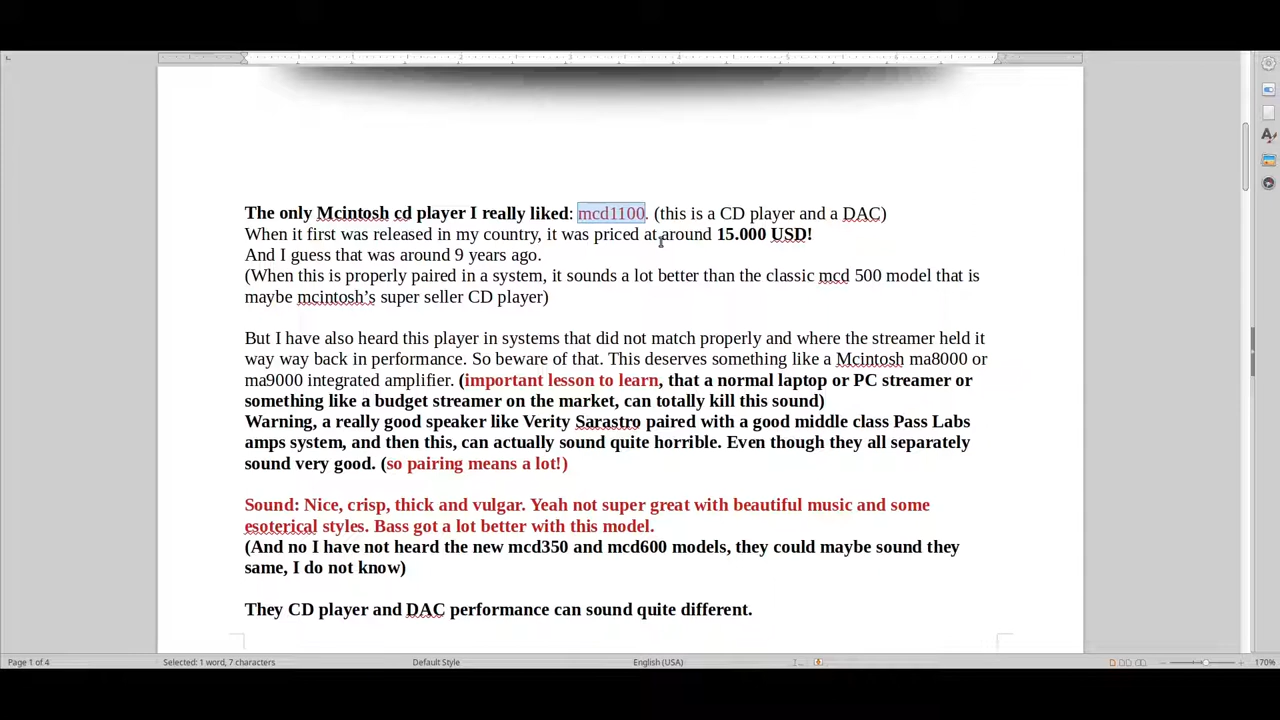 The only Mcintosh cd player I really liked: mcd1100. (this is a CD player and a DAC)
When it first was released in my country, it was priced at around 15.000 USD!
And I guess that was around 9 years ago.
(When this is properly paired in a system, it sounds a lot better than the classic mcd 500 model that is
maybe mcintosh’s super seller CD player)
But I have also heard this player in systems that did not match properly and where the streamer held it
way way back in performance. So beware of that. This deserves something like a Mcintosh ma8000 or
ma9000 integrated amplifier. (important lesson to learn, that a normal laptop or PC streamer or
something like a budget streamer on the market, can totally kill this sound)
Warning, a really good speaker like Verity Sarastro paired with a good middle class Pass Labs
amps system, and then this, can actually sound quite horrible. Even though they all separately
sound very good. (so pairing means a lot!)
Sound: Nice, crisp, thick and vulgar. Yeah not super great with beautiful music and some
esoterical styles. Bass got a lot better with this model.
(And no I have not heard the new mcd350 and mcd600 models, they could maybe sound they
same, I do not know)
They CD player and DAC performance can sound quite different.
Page 1 of 4
Selected: 1 word, 7 characters
Default Style
English (USA)
170%